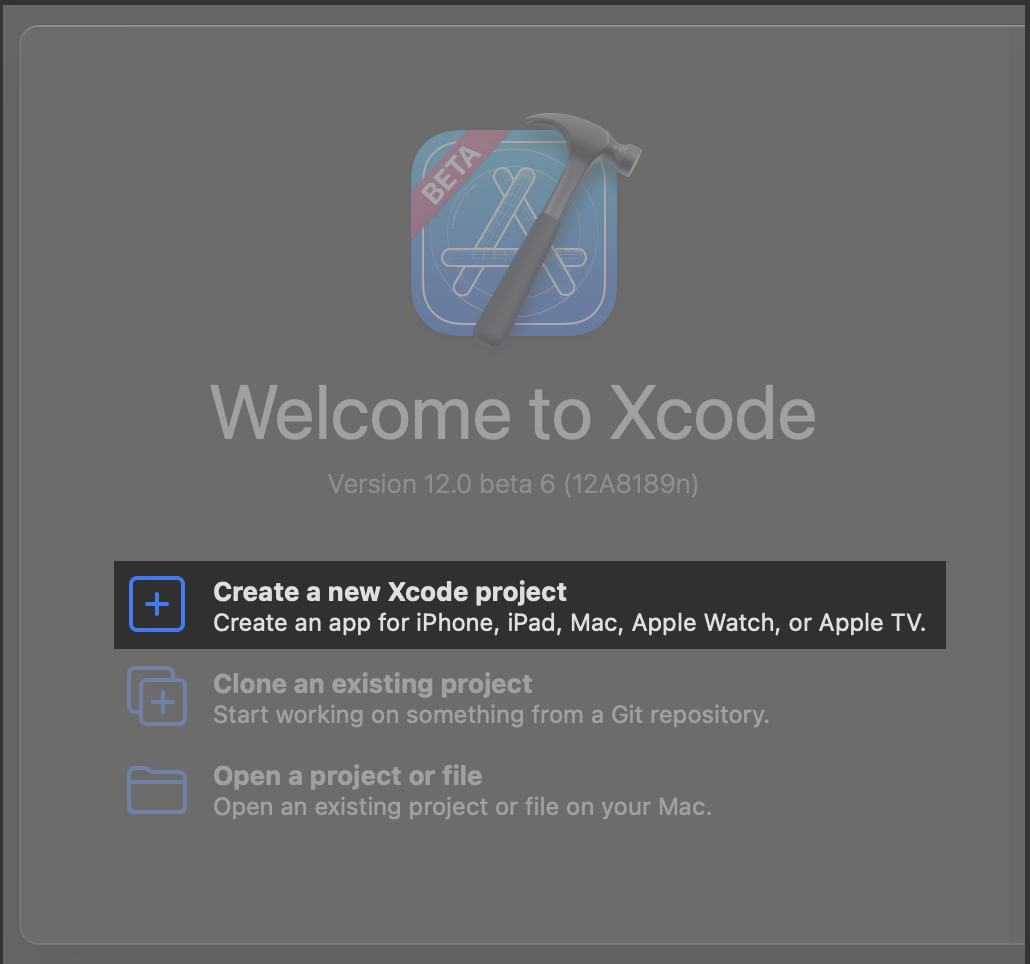 BETA
Welcome to Xcode
Version 12.0 beta 6 (12A8189n)
Create a new Xcode project
Create an app for iPhone, iPad, Mac, Apple Watch, or Apple TV.
Clone an existing project
Start working on something from a Git repository.
Open a project or file
Open an existing project or file on your Mac.